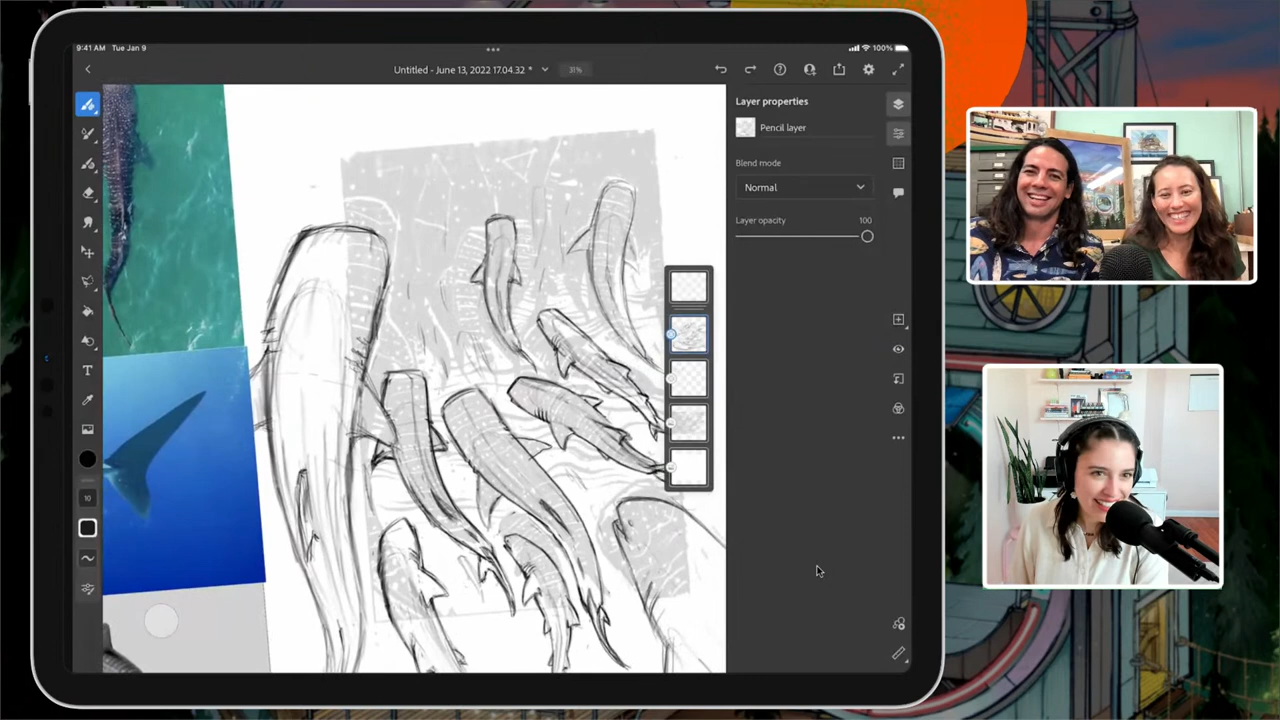 9:41 AM Tue Jan 9
100%
Untitled - June 13, 2022 17.04.32 *
31%
Layer properties
Pencil layer
Blend mode
Normal
Layer opacity
100
T
10